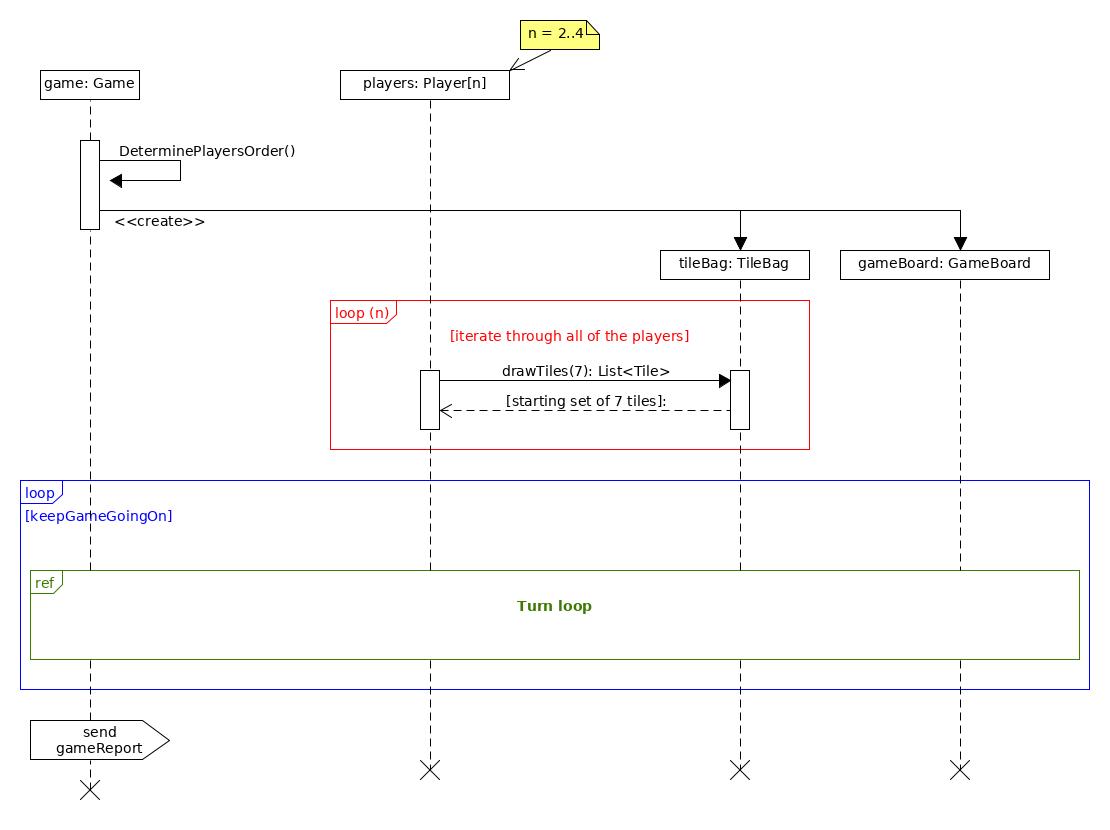 n = 2..4
game: Game
players: Player[n]
DeterminePlayersOrder()
<<create>>
tileBag: TileBag
gameBoard: GameBoard
loop (n)
[iterate through all of the players]
drawTiles(7): List<Tile>
[starting set of 7 tiles]:
loop
[keepGameGoingOn]
ref
Turn loop
send
gameReport